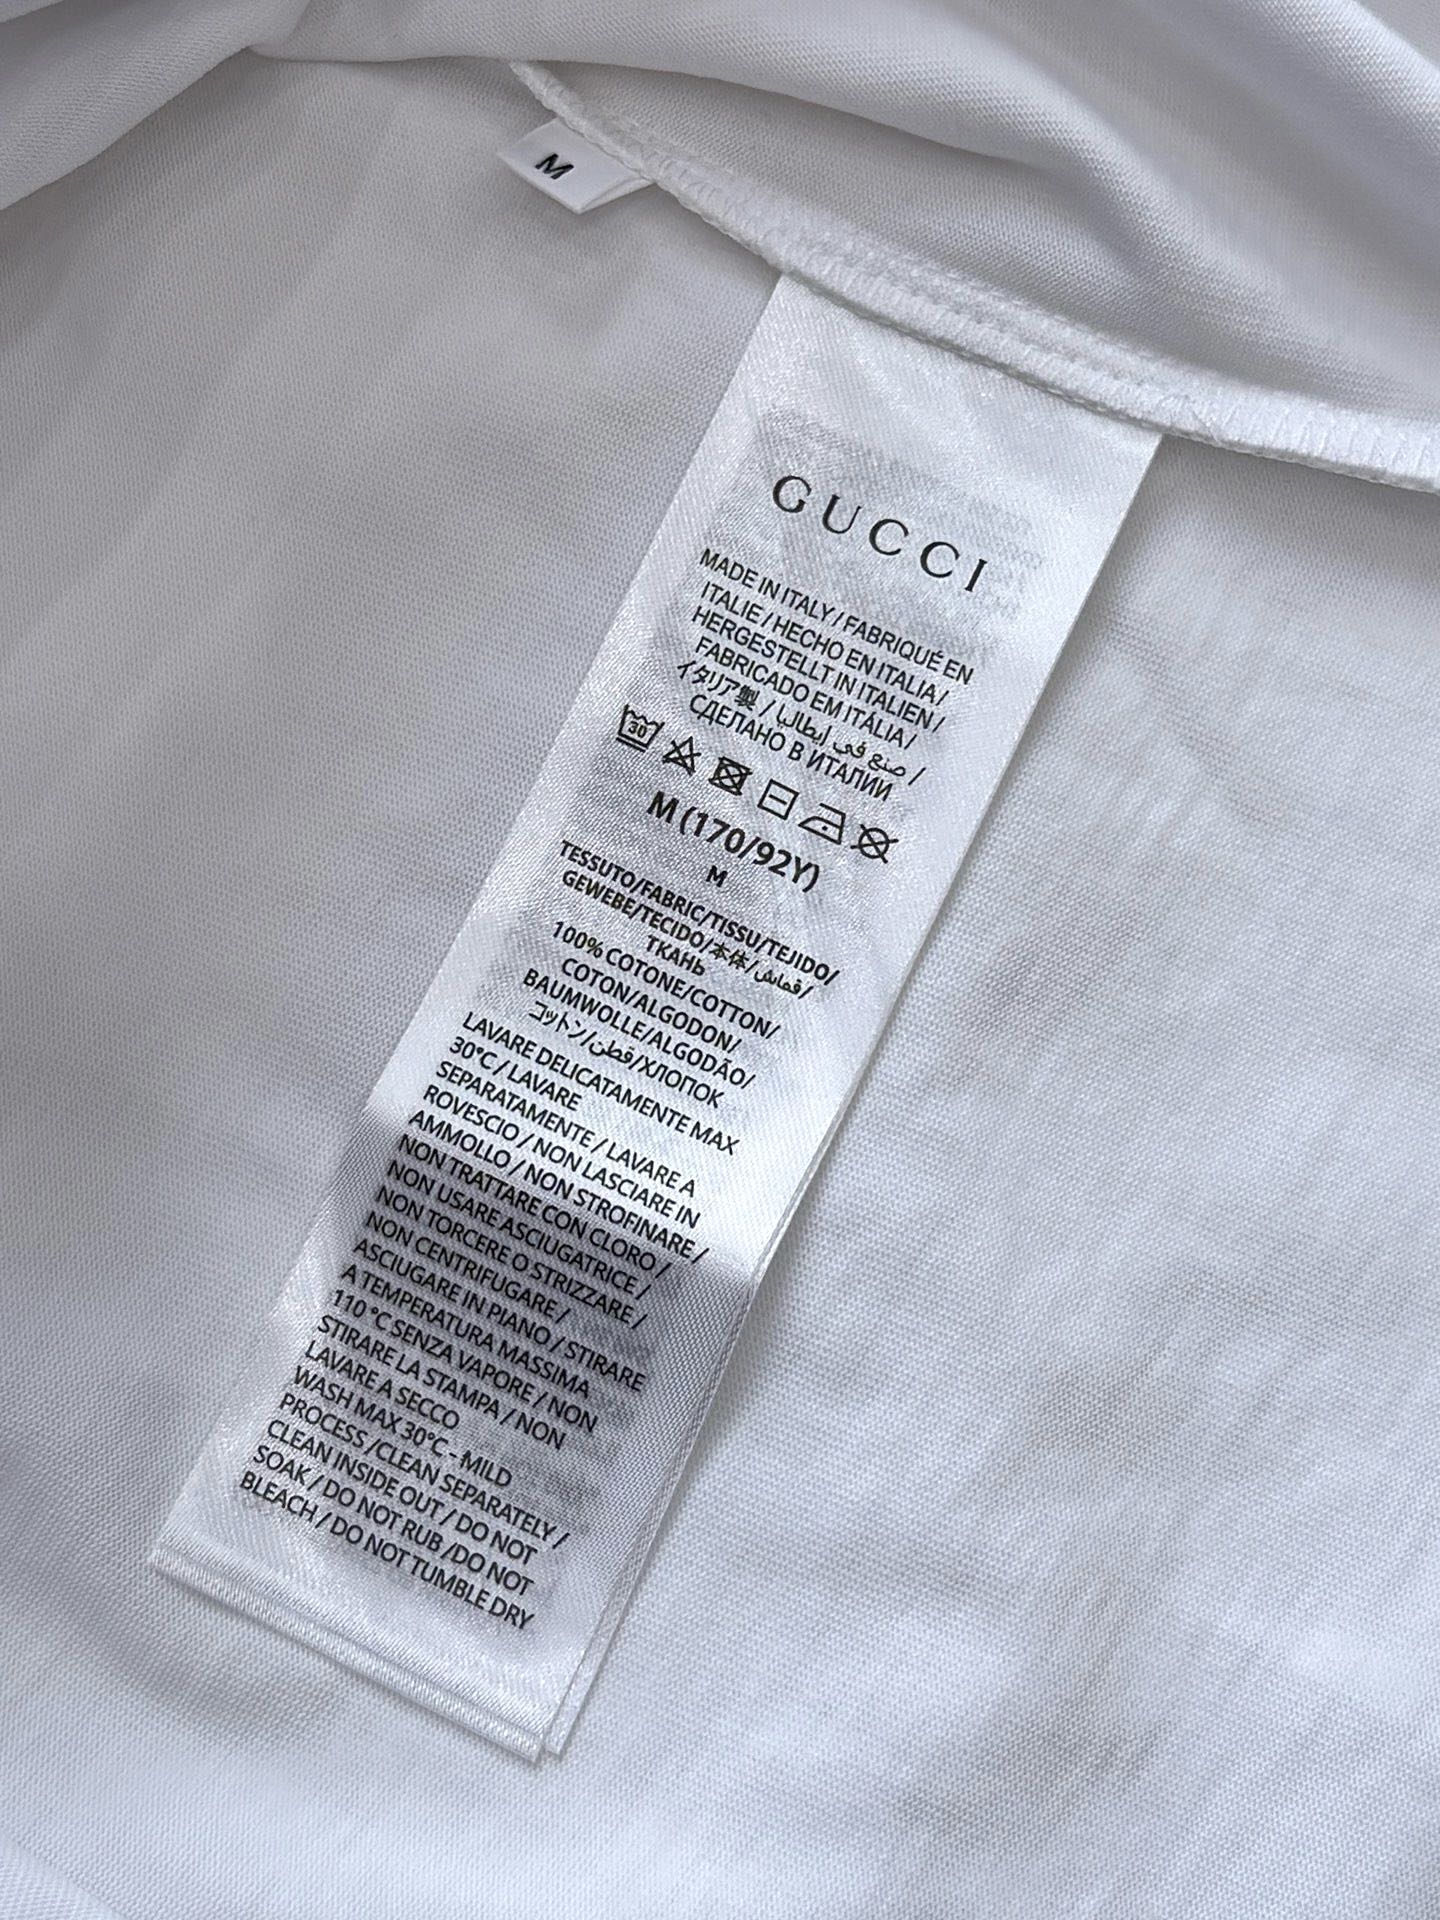 M
GUCCI
MADE IN ITALY / FABRIQUÉ EN
ITALIE / HECHO EN ITALIA /
HERGESTELLT IN ITALIEN /
FABRICADO EM ITÁLIA /
イタリア製 / صنع في إيطاليا /
СДЕЛАНО В ИТАЛИИ
30
M (170/92Y)
M
TESSUTO/FABRIC/TISSU/TEJIDO/
GEWEBE/TECIDO/本体/قماش/
ТКАНЬ
100% COTONE/COTTON/
COTON/ALGODON/
BAUMWOLLE/ALGODÃO/
コットン/قطن/ХЛОПОК
LAVARE DELICATAMENTE MAX
30°C / LAVARE
SEPARATAMENTE / LAVARE A
ROVESCIO / NON LASCIARE IN
AMMOLLO / NON STROFINARE /
NON TRATTARE CON CLORO /
NON USARE ASCIUGATRICE /
NON TORCERE O STRIZZARE /
NON CENTRIFUGARE /
ASCIUGARE IN PIANO / STIRARE
A TEMPERATURA MASSIMA
110 °C SENZA VAPORE / NON
STIRARE LA STAMPA / NON
LAVARE A SECCO
WASH MAX 30°C - MILD
PROCESS /CLEAN SEPARATELY /
CLEAN INSIDE OUT / DO NOT
SOAK / DO NOT RUB /DO NOT
BLEACH / DO NOT TUMBLE DRY